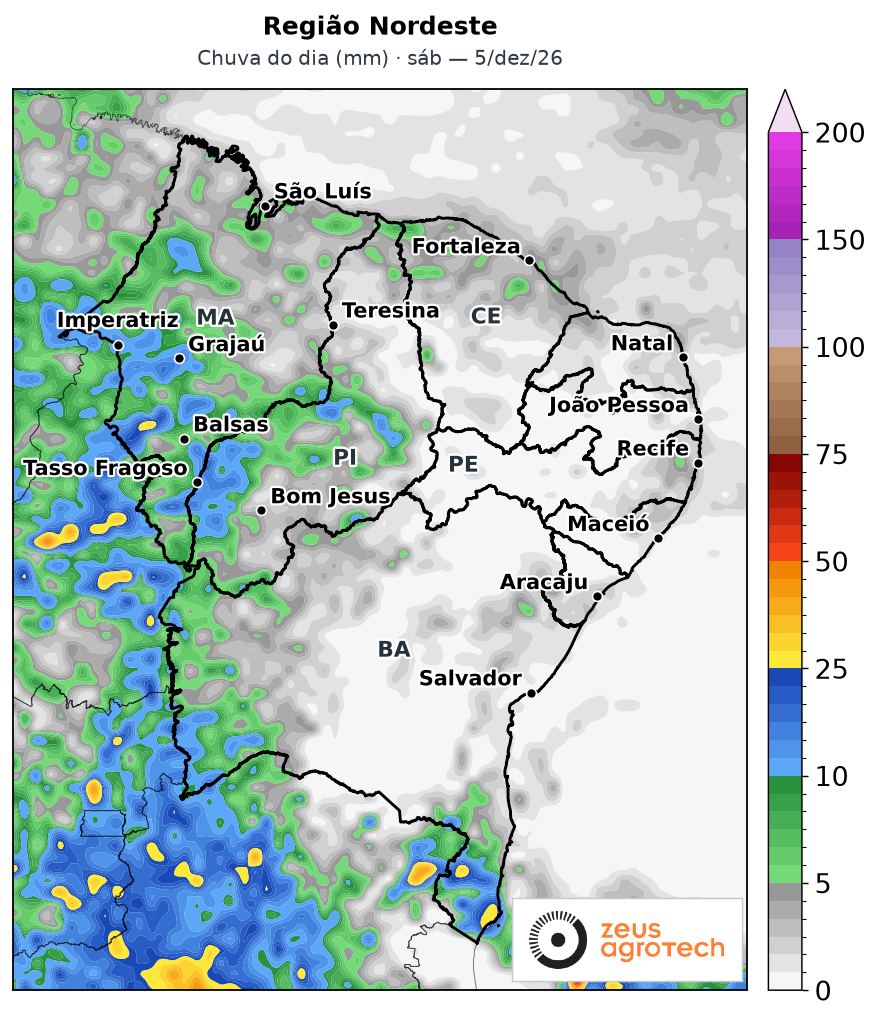 Região Nordeste
Chuva do dia (mm) · sáb — 5/dez/26
São Luís
Fortaleza
Teresina
CE
MA
Imperatriz
Grajaú
Natal
João Pessoa
Balsas
Recife
PI
PE
Tasso Fragoso
Bom Jesus
Maceió
Aracaju
BA
Salvador
200
150
100
75
50
25
10
5
0
zeus
agrotech